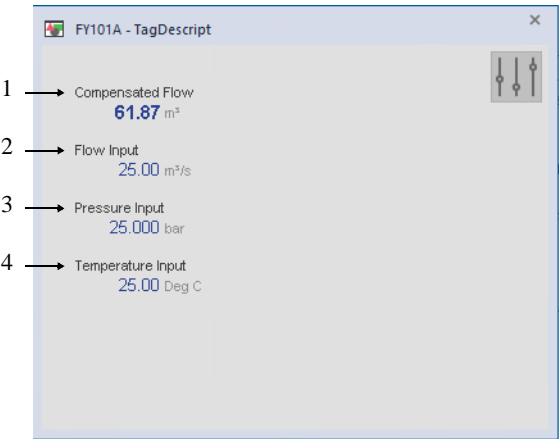 FY101A - TagDescript
1 Compensated Flow
61.87 m³
2 Flow Input
25.00 m³/s
3 Pressure Input
25.000 bar
4 Temperature Input
25.00 Deg C